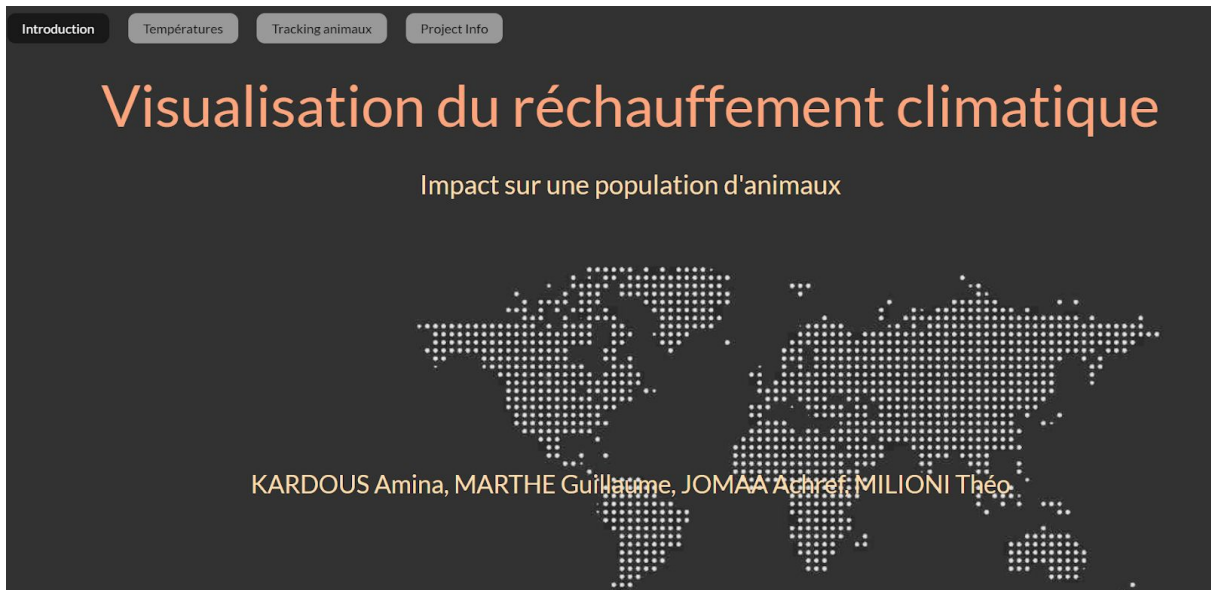 Introduction Températures Tracking animaux Project Info
Visualisation du réchauffement climatique
Impact sur une population d'animaux
KARDOUS Amina, MARTHE Guillaume, JOMAA Achref, MILIONI Théo